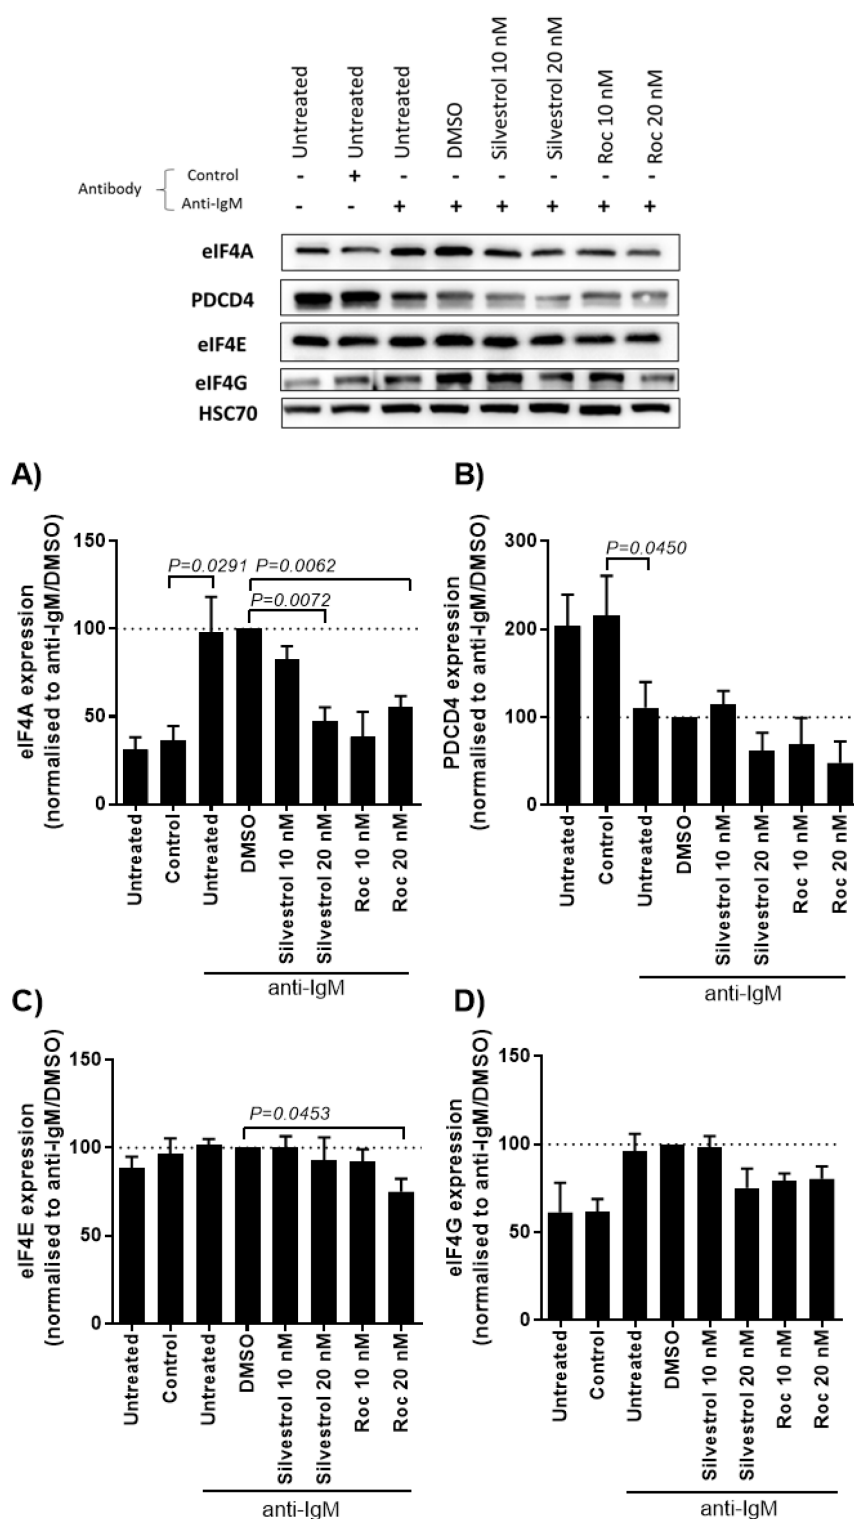 Untreated
Untreated
Untreated
DMSO
Silvestrol 10 nM
Silvestrol 20 nM
Roc 10 nM
Roc 20 nM
Antibody
Control - + - - - - - -
Anti-IgM - - + + + + + +
eIF4A
PDCD4
eIF4E
eIF4G
HSC70
A)
eIF4A expression
(normalised to anti-IgM/DMSO)
150
100
50
0
P=0.0291
P=0.0062
P=0.0072
Untreated
Control
Untreated
DMSO
Silvestrol 10 nM
Silvestrol 20 nM
Roc 10 nM
Roc 20 nM
anti-IgM
B)
PDCD4 expression
(normalised to anti-IgM/DMSO)
300
200
100
0
P=0.0450
Untreated
Control
Untreated
DMSO
Silvestrol 10 nM
Silvestrol 20 nM
Roc 10 nM
Roc 20 nM
anti-IgM
C)
eIF4E expression
(normalised to anti-IgM/DMSO)
150
100
50
0
P=0.0453
Untreated
Control
Untreated
DMSO
Silvestrol 10 nM
Silvestrol 20 nM
Roc 10 nM
Roc 20 nM
anti-IgM
D)
eIF4G expression
(normalised to anti-IgM/DMSO)
150
100
50
0
Untreated
Control
Untreated
DMSO
Silvestrol 10 nM
Silvestrol 20 nM
Roc 10 nM
Roc 20 nM
anti-IgM